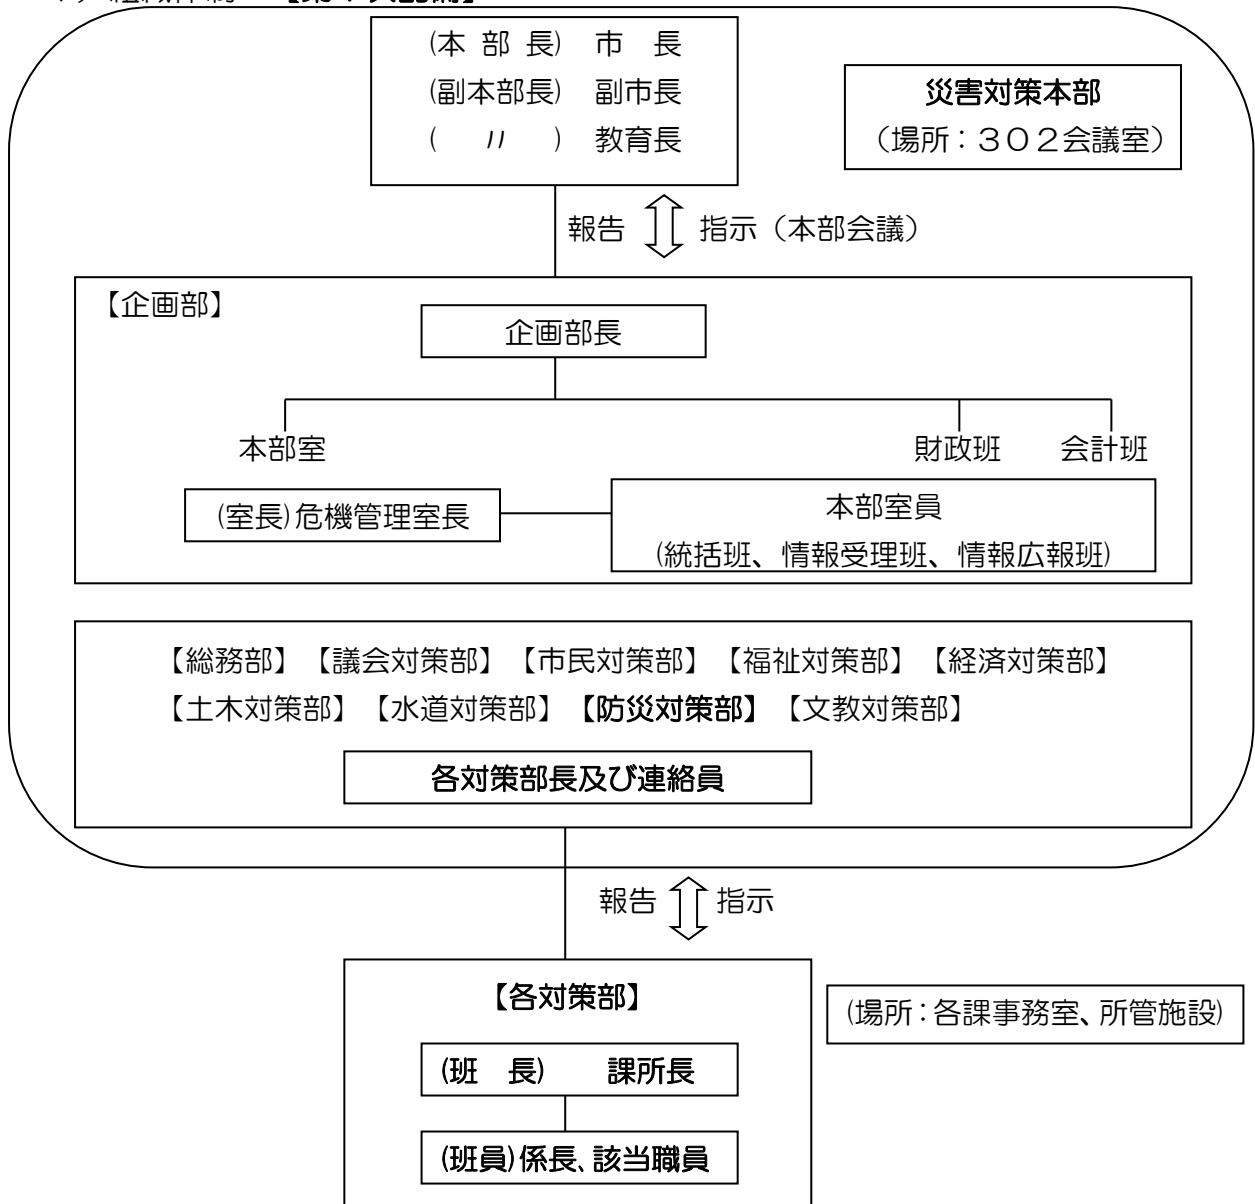 (本 部 長) 市 長
(副本部長) 副市長
( 〃 ) 教育長
災害対策本部
(場所：３０２会議室)
報告 指示（本部会議）
【企画部】
企画部長
本部室 財政班 会計班
(室長)危機管理室長
本部室員
(統括班、情報受理班、情報広報班)
【総務部】【議会対策部】【市民対策部】【福祉対策部】【経済対策部】
【土木対策部】【水道対策部】【防災対策部】【文教対策部】
各対策部長及び連絡員
報告 指示
【各対策部】
(場所：各課事務室、所管施設)
(班 長) 課所長
(班員)係長、該当職員